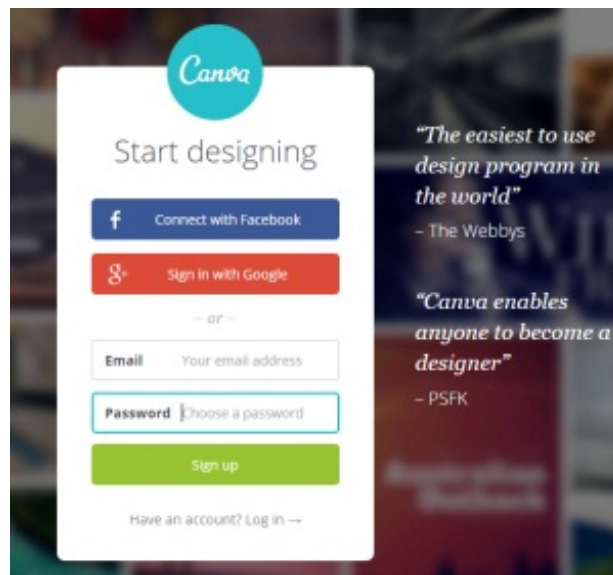 Canva
Start designing
f Connect with Facebook
g+ Sign in with Google
– or –
Email Your email address
Password Choose a password
Sign up
Have an account? Log in →
“The easiest to use
design program in
the world”
– The Webbys
“Canva enables
anyone to become a
designer”
– PSFK
Australian
Outback